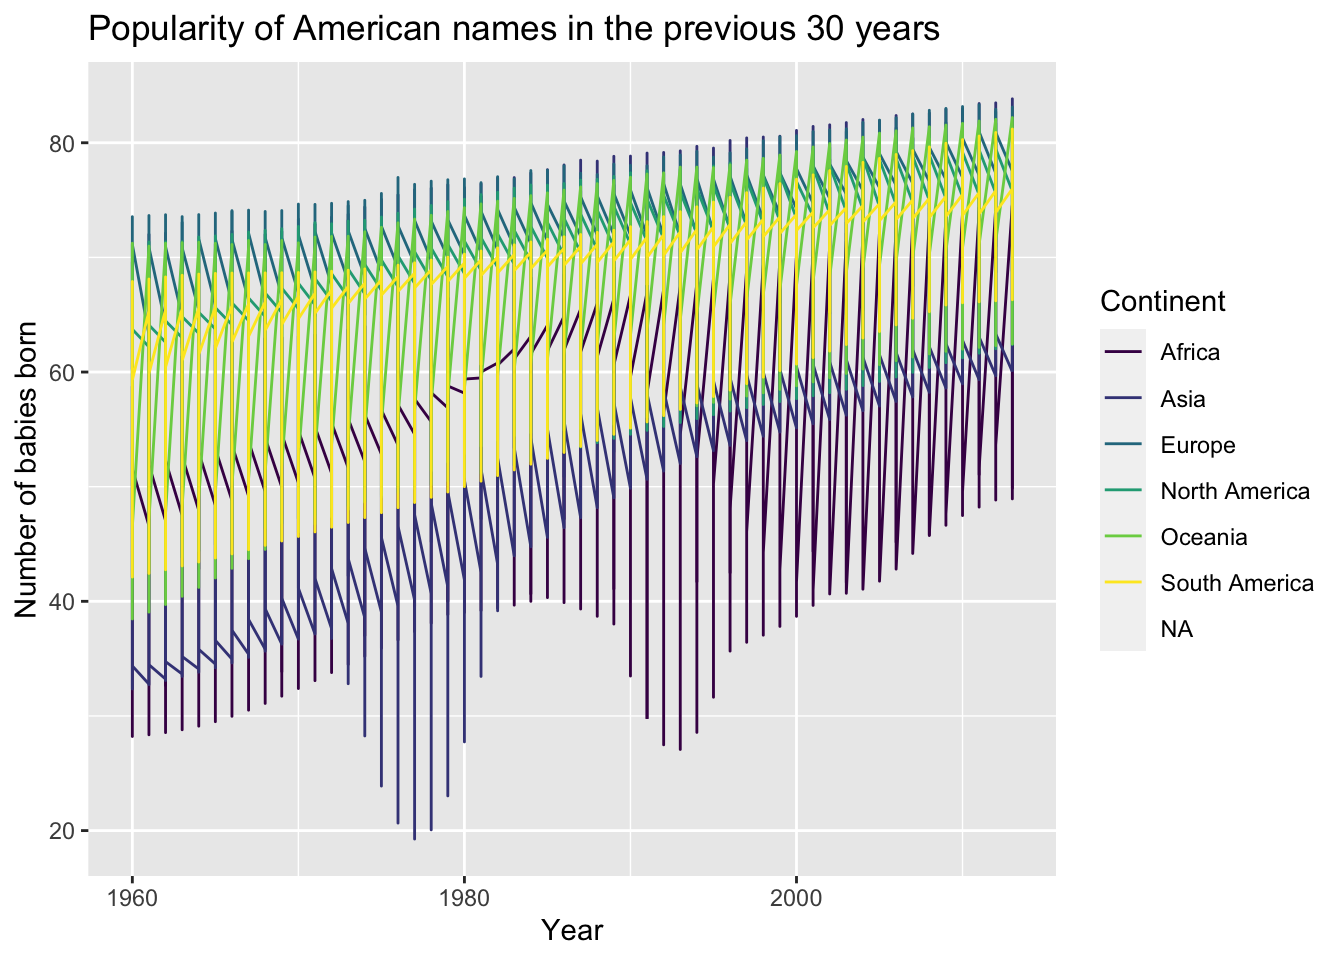 Popularity of American names in the previous 30 years
Number of babies born
80
60
40
20
1960
1980
2000
Year
Continent
Africa
Asia
Europe
North America
Oceania
South America
NA